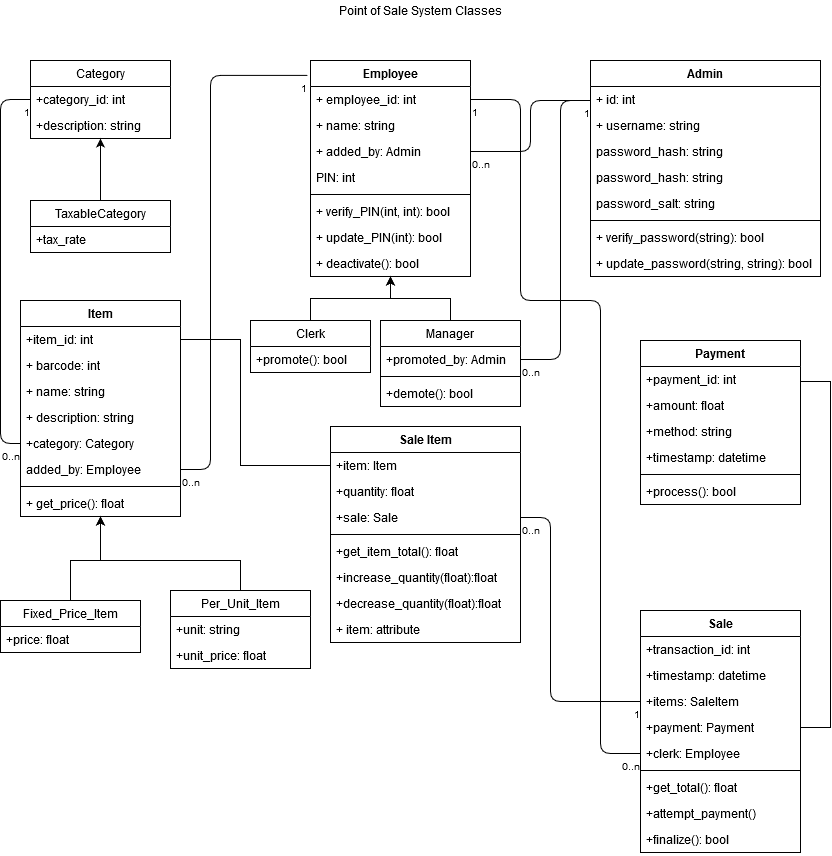 Point of Sale System Classes
Category
+category_id: int
+description: string
1
TaxableCategory
+tax_rate
Employee
+ employee_id: int
+ name: string
+ added_by: Admin
PIN: int
+ verify_PIN(int, int): bool
+ update_PIN(int): bool
+ deactivate(): bool
1
1
0..n
Admin
+ id: int
+ username: string
password_hash: string
password_hash: string
password_salt: string
+ verify_password(string): bool
+ update_password(string, string): bool
1
Clerk
+promote(): bool
Manager
+promoted_by: Admin
+demote(): bool
0..n
Item
+item_id: int
+ barcode: int
+ name: string
+ description: string
+category: Category
added_by: Employee
+ get_price(): float
0..n
0..n
Fixed_Price_Item
+price: float
Per_Unit_Item
+unit: string
+unit_price: float
Sale Item
+item: Item
+quantity: float
+sale: Sale
+get_item_total(): float
+increase_quantity(float):float
+decrease_quantity(float):float
+ item: attribute
0..n
Payment
+payment_id: int
+amount: float
+method: string
+timestamp: datetime
+process(): bool
Sale
+transaction_id: int
+timestamp: datetime
+items: SaleItem
+payment: Payment
+clerk: Employee
+get_total(): float
+attempt_payment()
+finalize(): bool
1
0..n